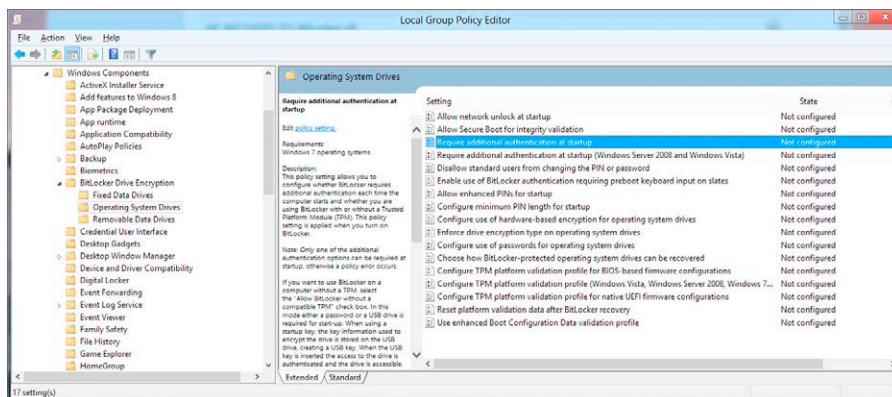 Local Group Policy Editor
File Action View Help
Windows Components
ActiveX Installer Service
Add features to Windows 8
App Package Deployment
App runtime
Application Compatibility
AutoPlay Policies
Backup
Biometrics
BitLocker Drive Encryption
Fixed Data Drives
Operating System Drives
Removable Data Drives
Credential User Interface
Desktop Gadgets
Desktop Window Manager
Device and Driver Compatibility
Digital Locker
Event Forwarding
Event Log Service
Event Viewer
Family Safety
File History
Game Explorer
HomeGroup
Operating System Drives
Require additional authentication at
startup
Edit policy setting.
Requirements:
Windows 7 operating systems
Description:
This policy setting allows you to
configure whether BitLocker requires
additional authentication each time the
computer starts and whether you are
using BitLocker with or without a Trusted
Platform Module (TPM). This policy
setting is applied when you turn on
BitLocker.
Note: Only one of the additional
authentication options can be required at
startup, otherwise a policy error occurs.
If you want to use BitLocker on a
computer without a TPM, select
the "Allow BitLocker without a
compatible TPM" check box. In this
mode either a password or a USB drive is
required for start-up. When using a
startup key, the key information used to
encrypt the drive is stored on the USB
drive, creating a USB key. When the USB
key is inserted the access to the drive is
authenticated and the drive is accessible.
Setting State
Allow network unlock at startup Not configured
Allow Secure Boot for integrity validation Not configured
Require additional authentication at startup Not configured
Require additional authentication at startup (Windows Server 2008 and Windows Vista) Not configured
Disallow standard users from changing the PIN or password Not configured
Enable use of BitLocker authentication requiring preboot keyboard input on slates Not configured
Allow enhanced PINs for startup Not configured
Configure minimum PIN length for startup Not configured
Configure use of hardware-based encryption for operating system drives Not configured
Enforce drive encryption type on operating system drives Not configured
Configure use of passwords for operating system drives Not configured
Choose how BitLocker-protected operating system drives can be recovered Not configured
Configure TPM platform validation profile for BIOS-based firmware configurations Not configured
Configure TPM platform validation profile (Windows Vista, Windows Server 2008, Windows 7... Not configured
Configure TPM platform validation profile for native UEFI firmware configurations Not configured
Reset platform validation data after BitLocker recovery Not configured
Use enhanced Boot Configuration Data validation profile Not configured
Extended Standard
17 setting(s)